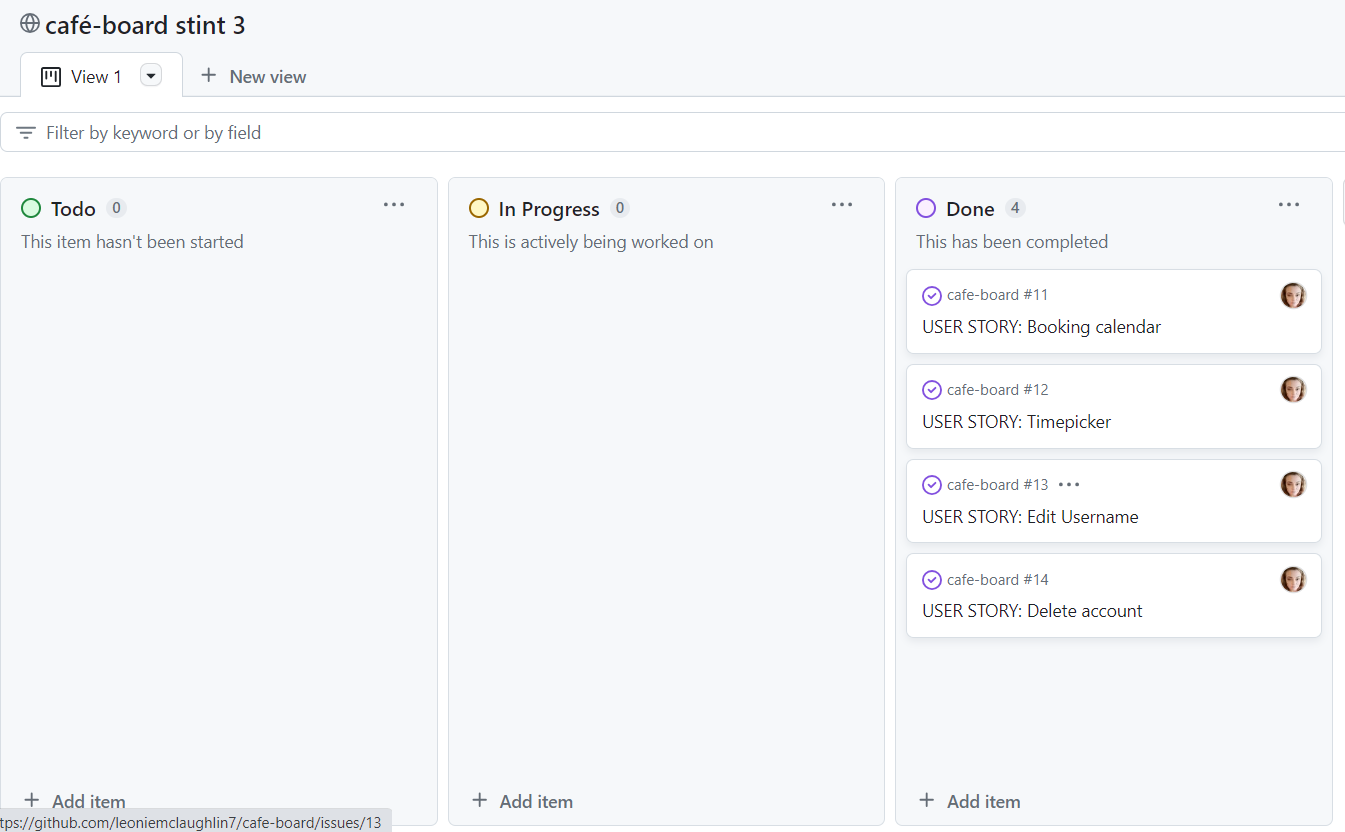 café-board stint 3
View 1
New view
Filter by keyword or by field
Todo 0
This item hasn't been started
In Progress 0
This is actively being worked on
Done 4
This has been completed
cafe-board #11
USER STORY: Booking calendar
cafe-board #12
USER STORY: Timepicker
cafe-board #13
USER STORY: Edit Username
cafe-board #14
USER STORY: Delete account
Add item
Add item
Add item
tps://github.com/leoniemclaughlin7/cafe-board/issues/13